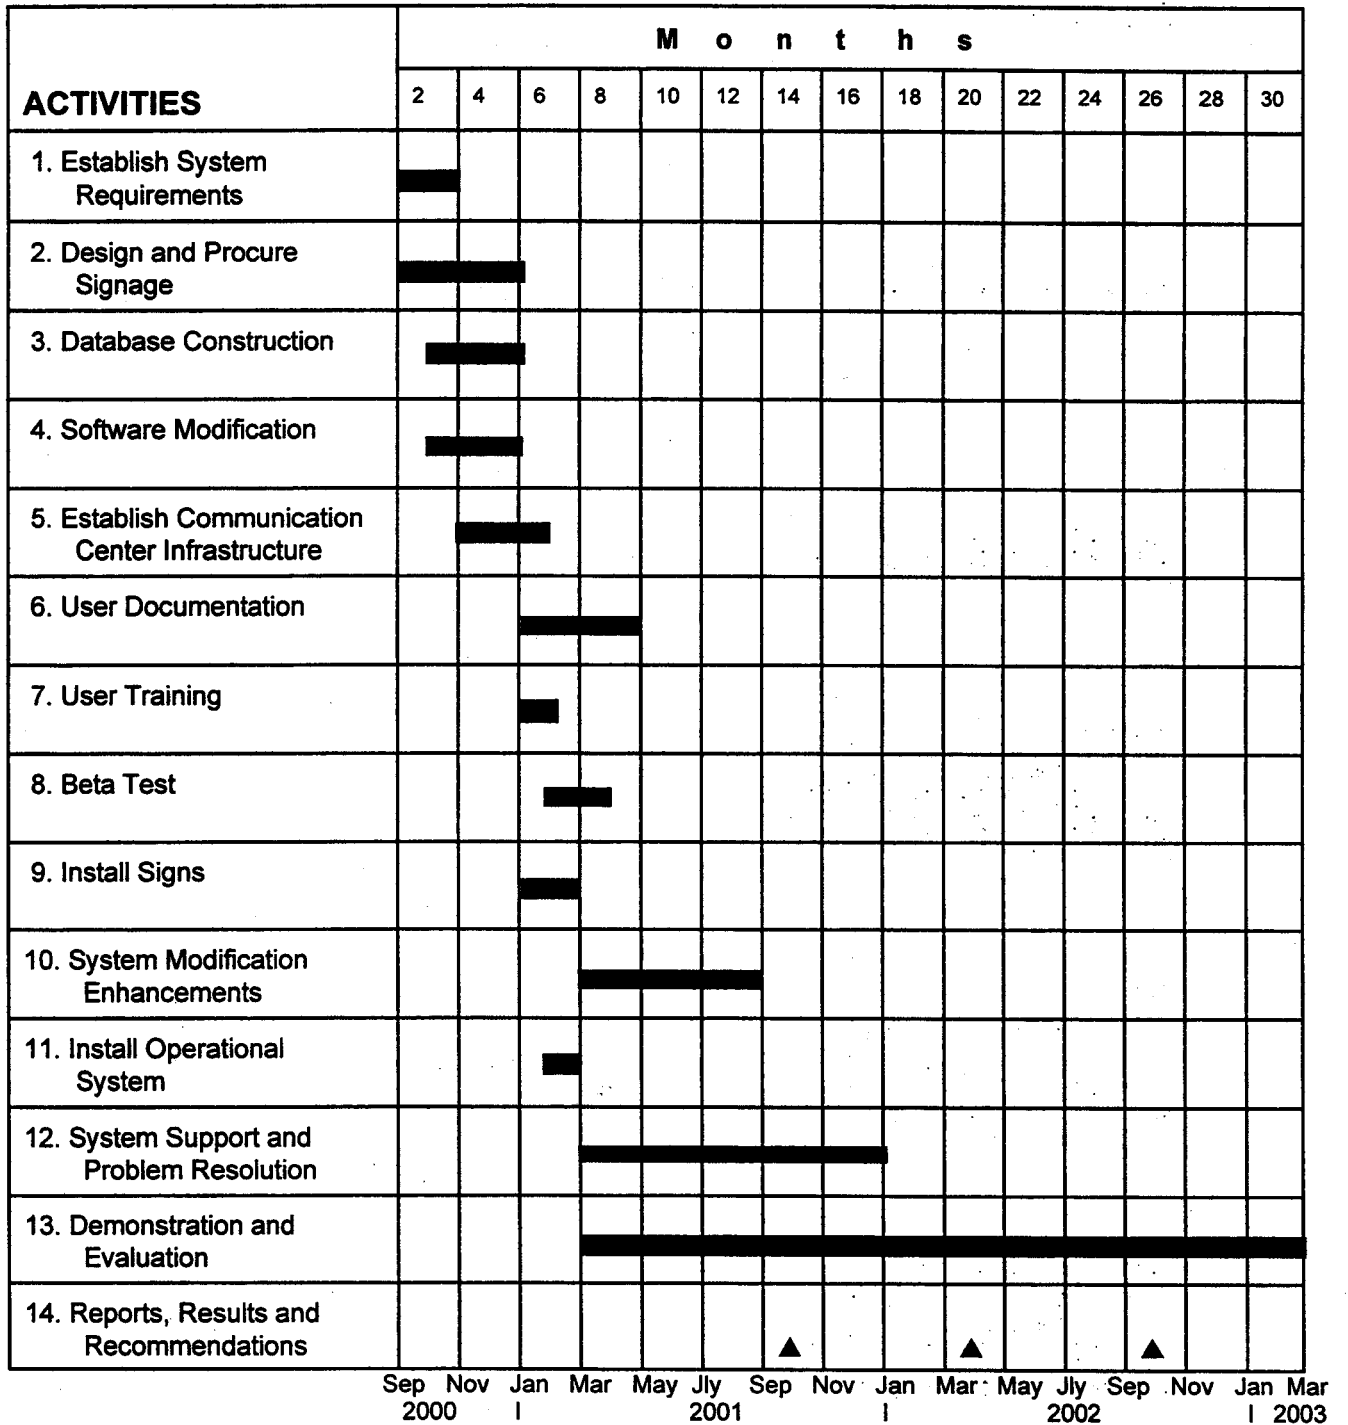 M o n t h s
ACTIVITIES
2 4 6 8 10 12 14 16 18 20 22 24 26 28 30
1. Establish System
Requirements
2. Design and Procure
Signage
3. Database Construction
4. Software Modification
5. Establish Communication
Center Infrastructure
6. User Documentation
7. User Training
8. Beta Test
9. Install Signs
10. System Modification
Enhancements
11. Install Operational
System
12. System Support and
Problem Resolution
13. Demonstration and
Evaluation
14. Reports, Results and
Recommendations
Sep Nov Jan Mar May Jly Sep Nov Jan Mar May Jly Sep Nov Jan Mar
2000 | 2001 | 2002 | 2003